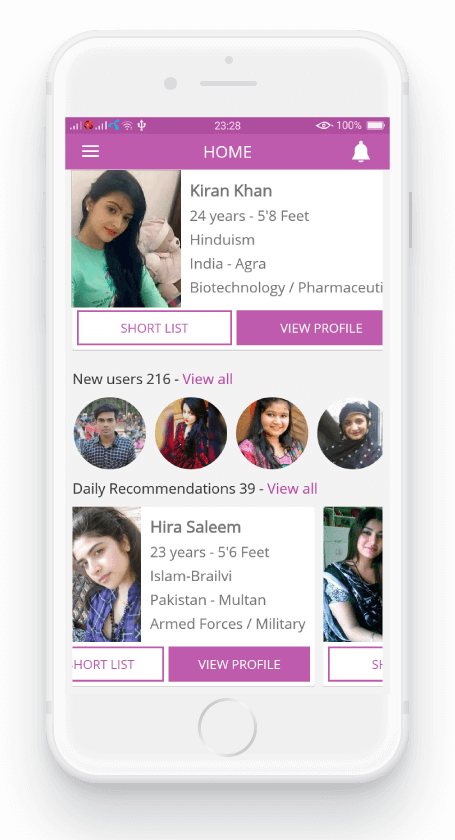 23:28
100%
HOME
Kiran Khan
24 years - 5'8 Feet
Hinduism
India - Agra
Biotechnology / Pharmaceuti
SHORT LIST
VIEW PROFILE
New users 216 - View all
Daily Recommendations 39 - View all
Hira Saleem
23 years - 5'6 Feet
Islam-Brailvi
Pakistan - Multan
Armed Forces / Military
HORT LIST
VIEW PROFILE
SH